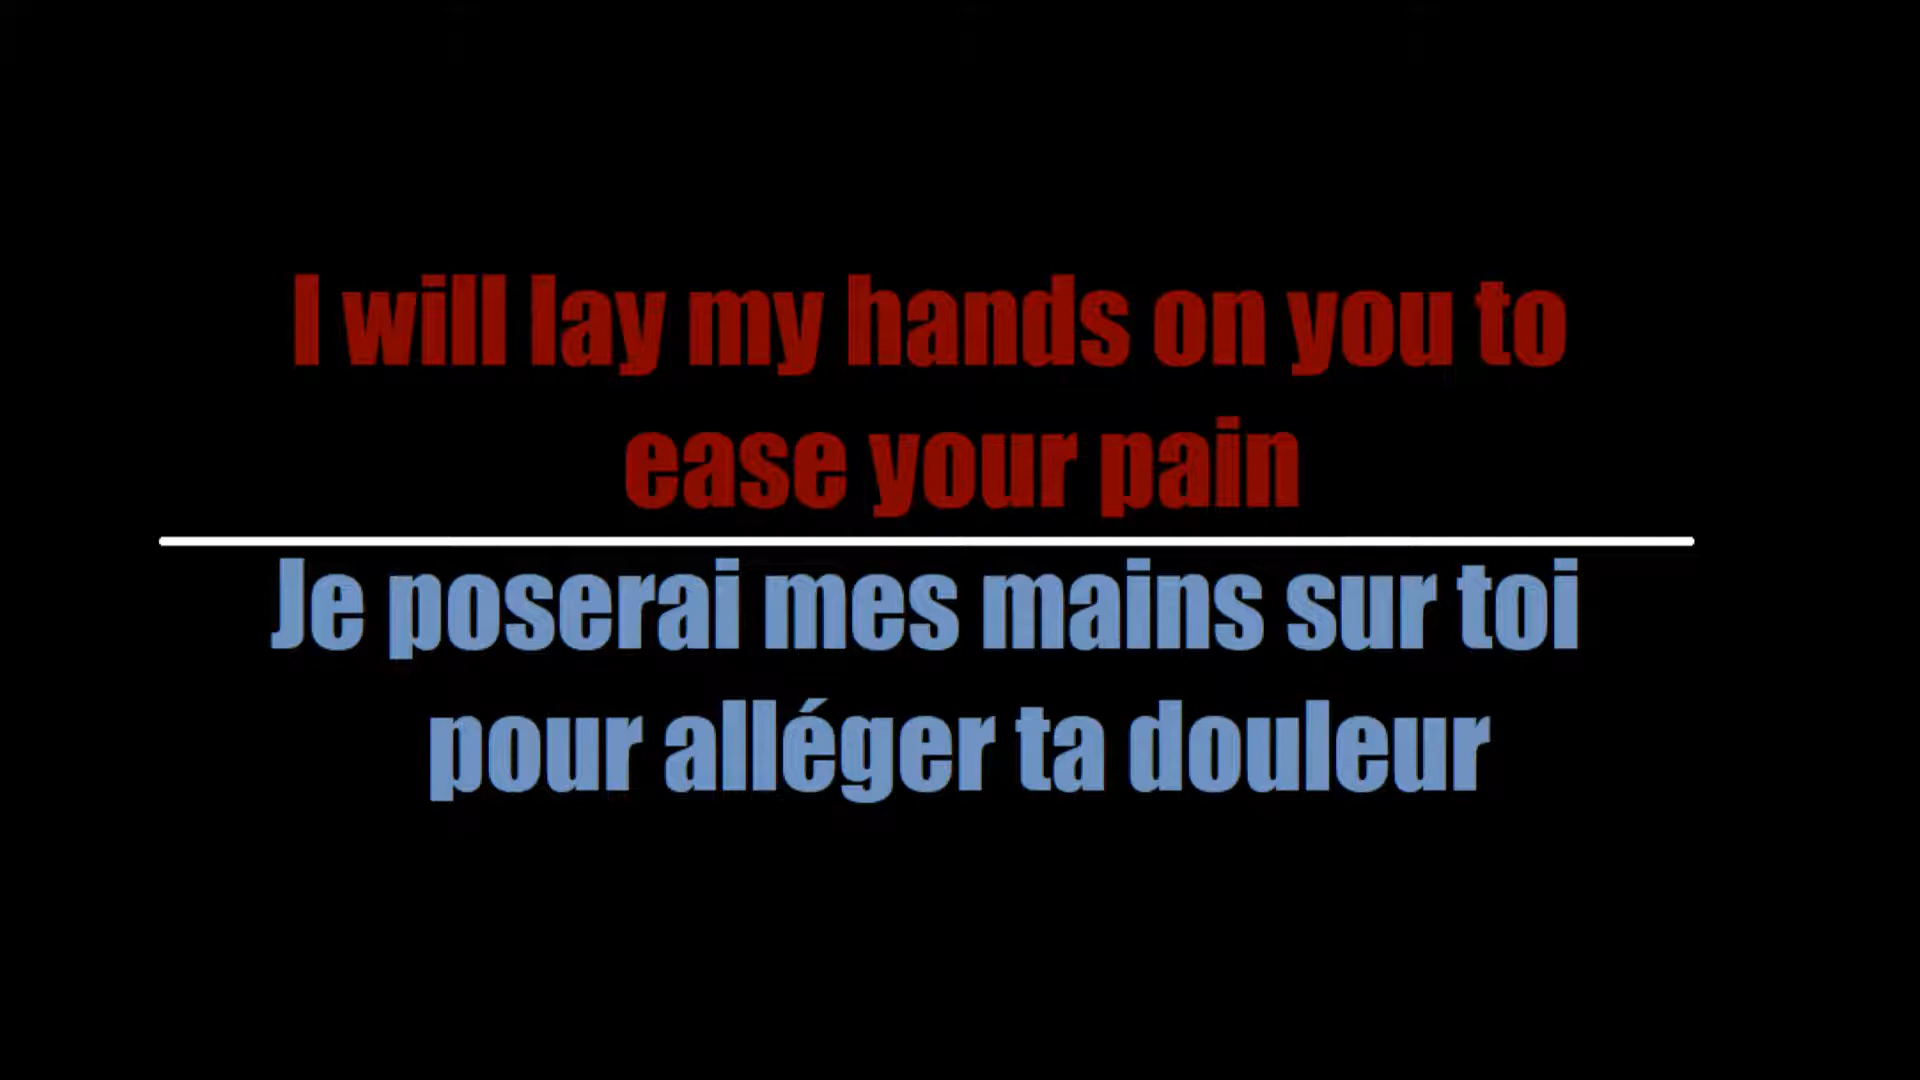 I will lay my hands on you to
ease your pain
Je poserai mes mains sur toi
pour alléger ta douleur